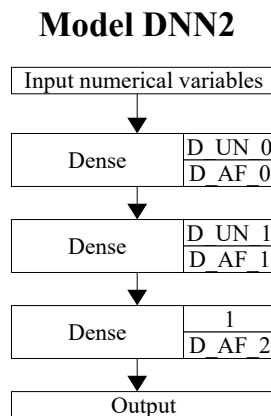 Model DNN2
Input numerical variables
Dense
D_UN_0
D_AF_0
Dense
D_UN_1
D_AF_1
Dense
1
D_AF_2
Output